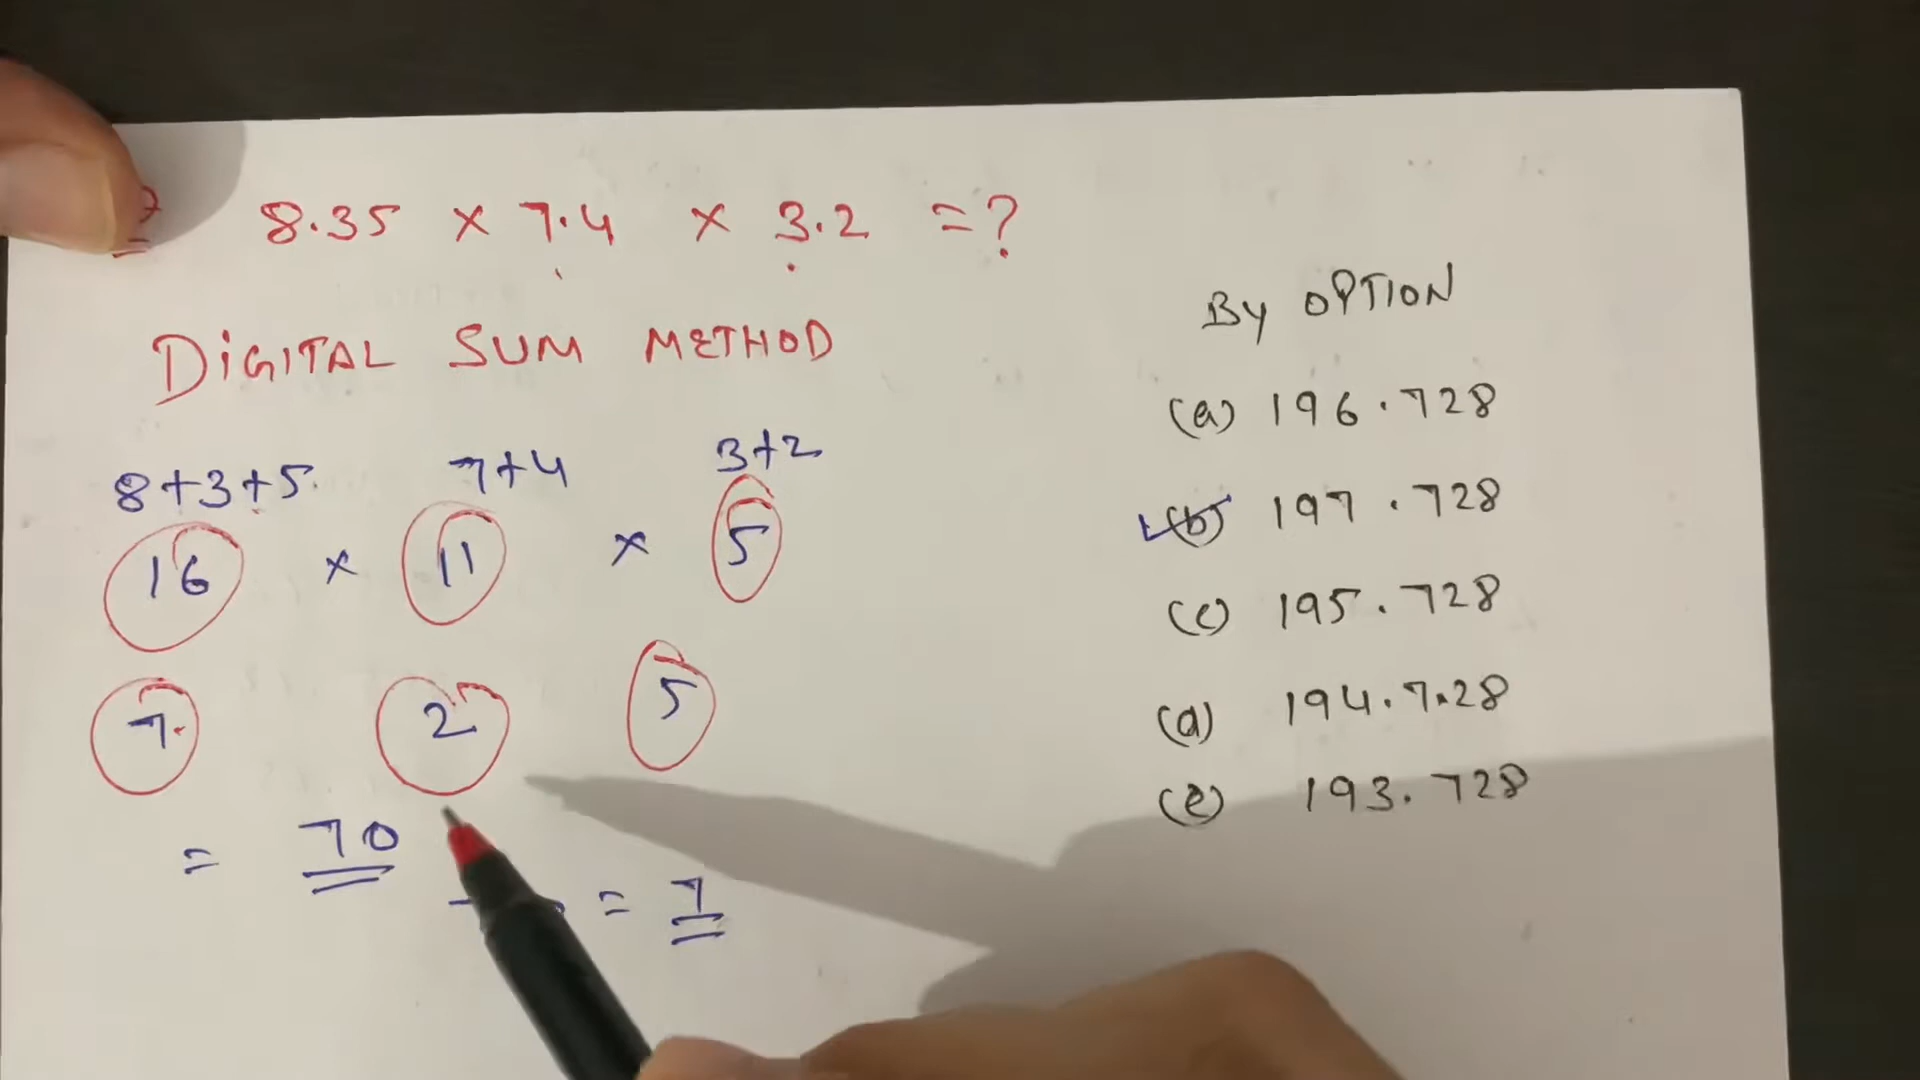 8.35 × 7.4 × 3.2 = ?
DIGITAL SUM METHOD
8+3+5 7+4 3+2
16 × 11 × 5
7 2 5
= 70
= 7
By OPTION
(a) 196.728
(b) 197.728
(c) 195.728
(d) 194.7.28
(e) 193.728